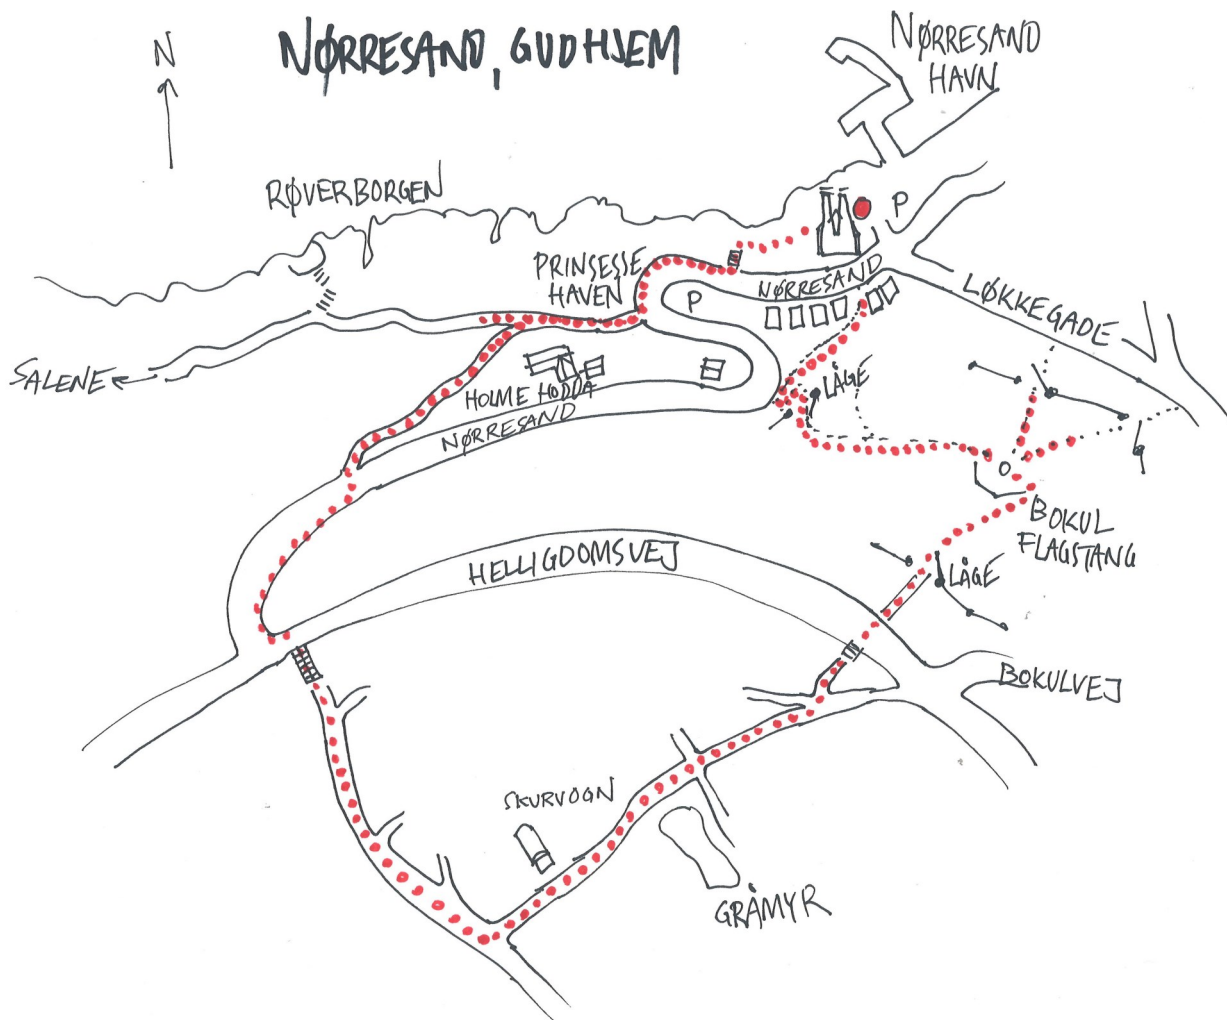 NØRRESAND, GUDHJEM
N
NØRRESAND
HAVN
RØVERBORGEN
P
PRINSESSE
HAVEN
NØRRESAND
P
LØKKEGADE
SALENE
HOLME HODDA
LÅGE
NØRRESAND
BOKUL
FLAGSTANG
HELLIGDOMSVEJ
LÅGE
BOKULVEJ
SKURVOGN
GRÅMYR